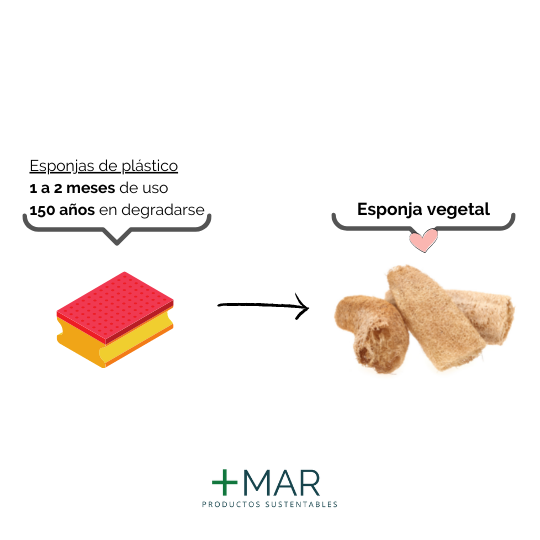 Esponjas de plástico
1 a 2 meses de uso
150 años en degradarse
Esponja vegetal
+MAR
PRODUCTOS SUSTENTABLES